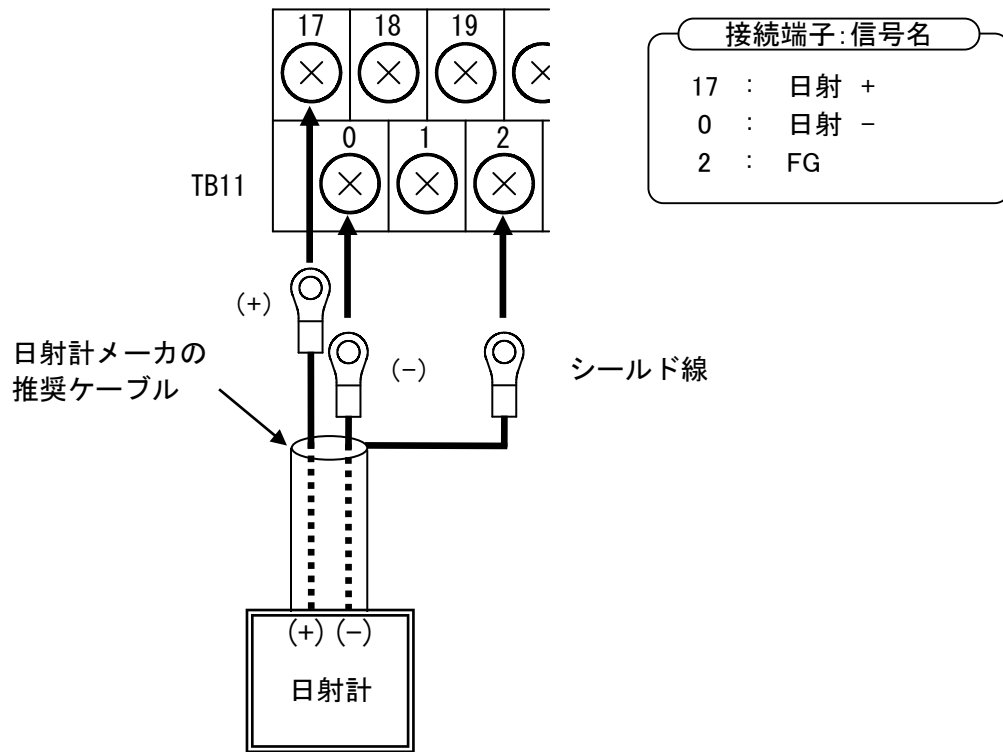 17 18 19
0 1 2
TB11
接続端子:信号名
17 : 日射 +
0 : 日射 −
2 : FG
(+)
(−)
シールド線
日射計メーカの
推奨ケーブル
(+) (−)
日射計